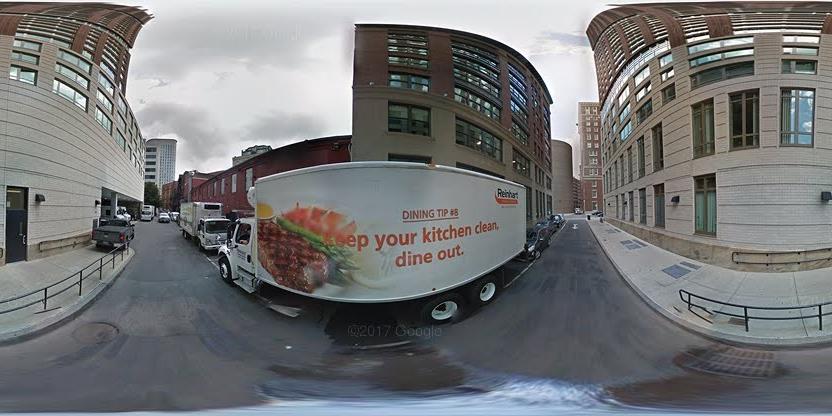 Reinhart
DINING TIP #8
eep your kitchen clean,
dine out.
©2017 Google